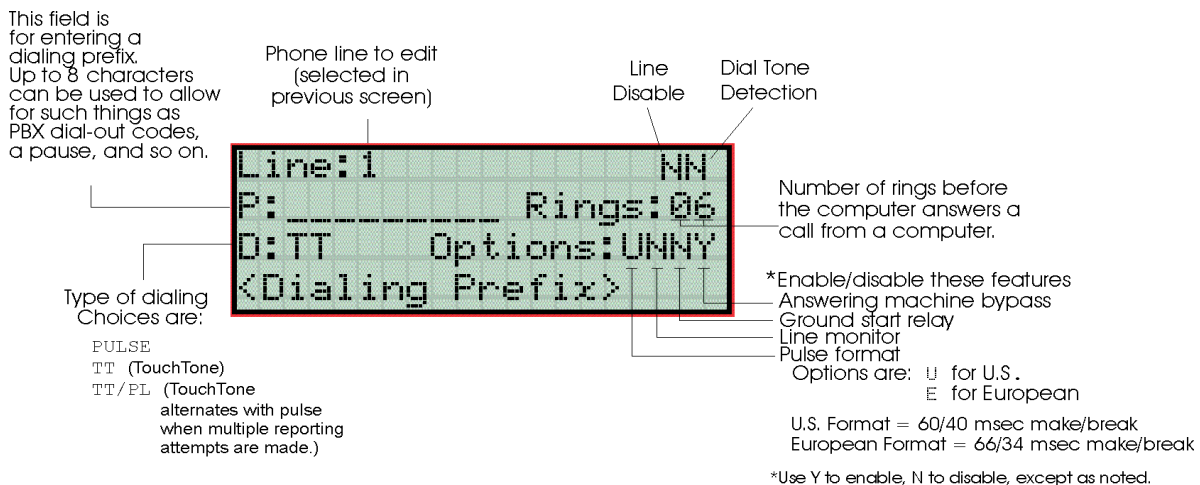 This field is
for entering a
dialing prefix.
Up to 8 characters
can be used to allow
for such things as
PBX dial-out codes,
a pause, and so on.
Phone line to edit
(selected in
previous screen)
Line
Disable
Dial Tone
Detection
Line:1 NN
P:________ Rings:06
D:TT Options:UNNY
<Dialing Prefix>
Number of rings before
the computer answers a
call from a computer.
*Enable/disable these features
Answering machine bypass
Ground start relay
Line monitor
Pulse format
Options are: U for U.S.
E for European
U.S. Format = 60/40 msec make/break
European Format = 66/34 msec make/break
*Use Y to enable, N to disable, except as noted.
Type of dialing
Choices are:
PULSE
TT (TouchTone)
TT/PL (TouchTone
alternates with pulse
when multiple reporting
attempts are made.)